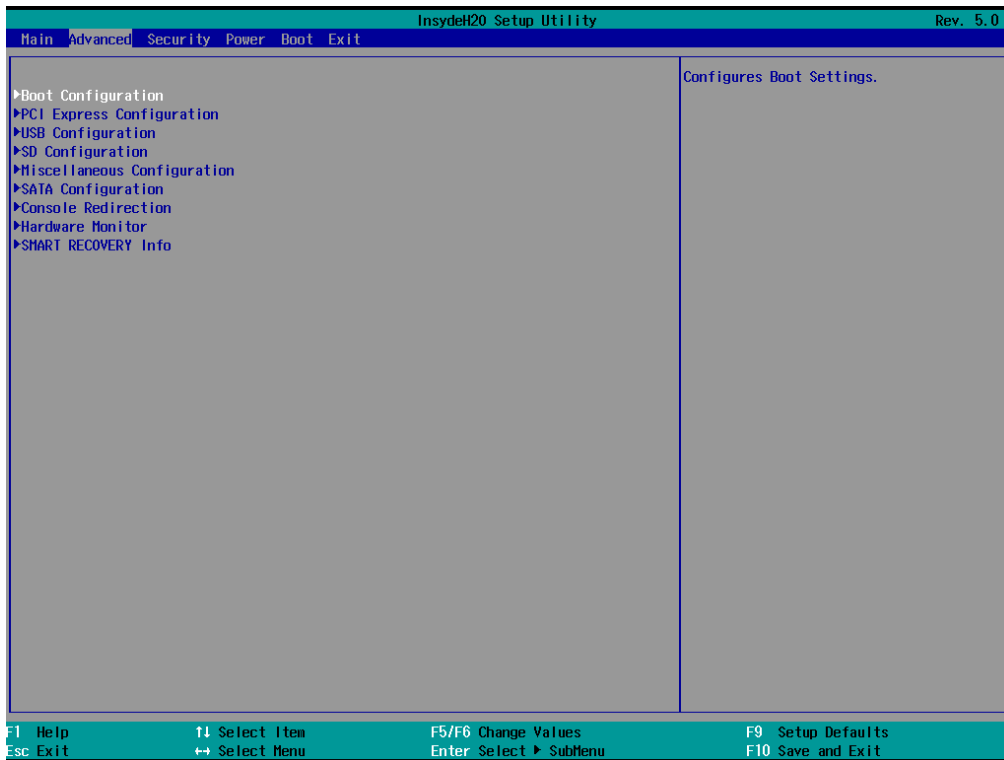 InsydeH20 Setup Utility Rev. 5.0
Main Advanced Security Power Boot Exit
Configures Boot Settings.
▶Boot Configuration
▶PCI Express Configuration
▶USB Configuration
▶SD Configuration
▶Miscellaneous Configuration
▶SATA Configuration
▶Console Redirection
▶Hardware Monitor
▶SMART RECOVERY Info
F1 Help ↑↓ Select Item F5/F6 Change Values F9 Setup Defaults
Esc Exit ↔ Select Menu Enter Select ▶ SubMenu F10 Save and Exit